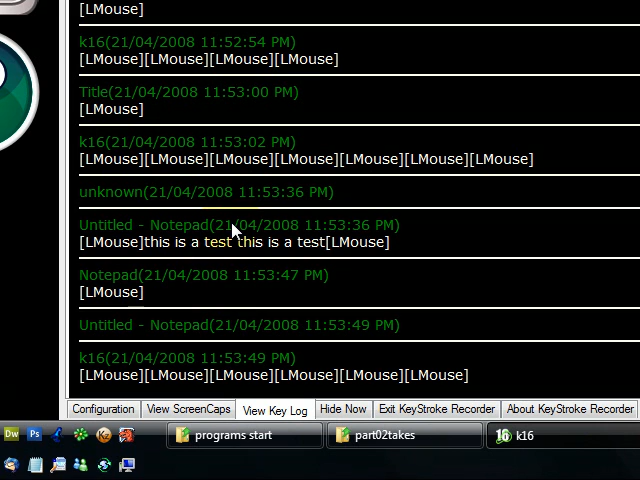 [LMouse]
k16(21/04/2008 11:52:54 PM)
[LMouse][LMouse][LMouse][LMouse]
Title(21/04/2008 11:53:00 PM)
[LMouse]
k16(21/04/2008 11:53:02 PM)
[LMouse][LMouse][LMouse][LMouse][LMouse][LMouse][LMouse]
unknown(21/04/2008 11:53:36 PM)
Untitled - Notepad(21/04/2008 11:53:36 PM)
[LMouse]this is a test this is a test[LMouse]
Notepad(21/04/2008 11:53:47 PM)
[LMouse]
Untitled - Notepad(21/04/2008 11:53:49 PM)
k16(21/04/2008 11:53:49 PM)
[LMouse][LMouse][LMouse][LMouse][LMouse][LMouse]
Configuration View ScreenCaps View Key Log Hide Now Exit KeyStroke Recorder About KeyStroke Recorder
Dw Ps Kz programs start part02takes 16 k16